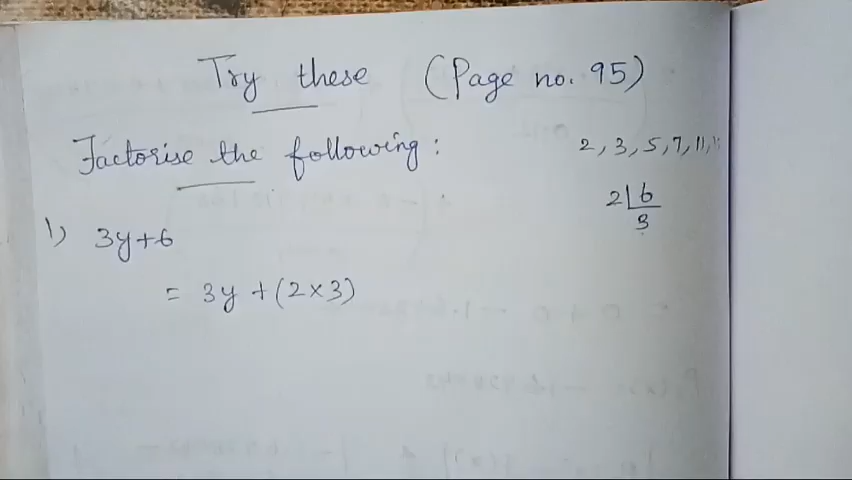 Try these (Page no. 95)
Factorise the following:
2, 3, 5, 7, 11,
2 6
3
1) 3y+6
= 3y + (2×3)